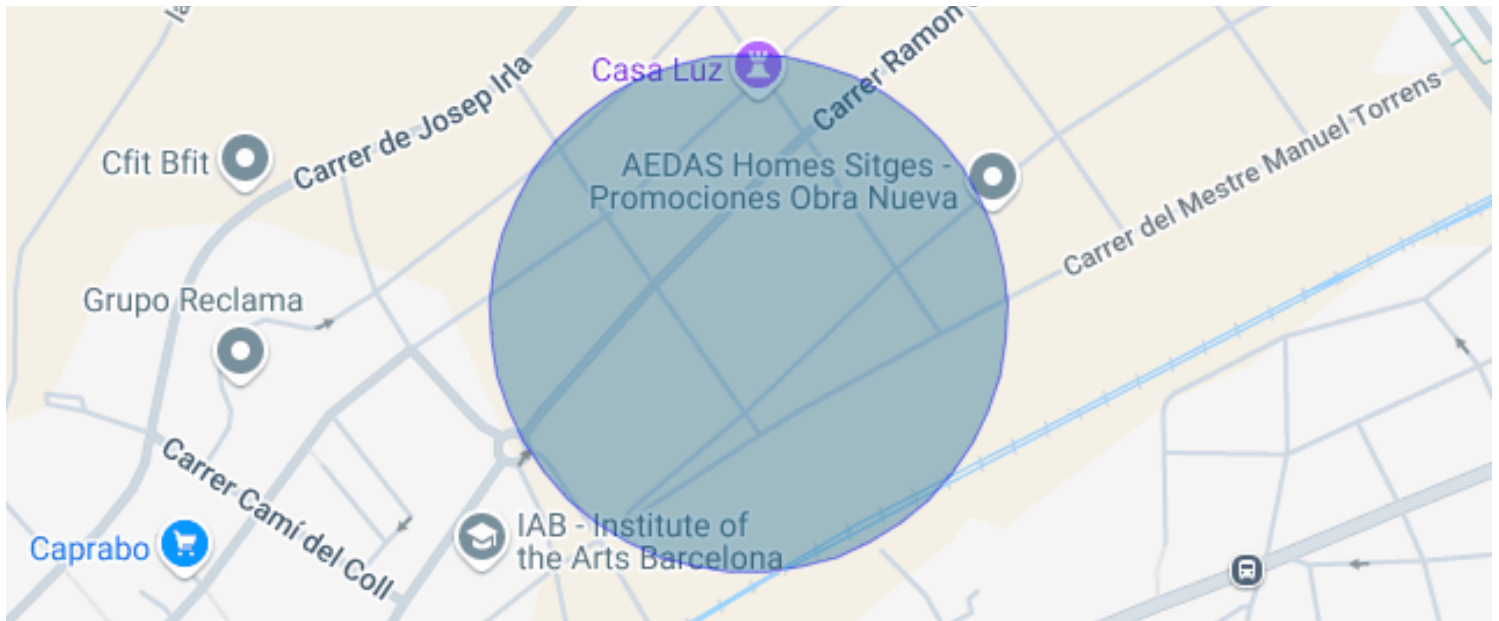 la
Casa Luz
Carrer Ramon
Carrer de Josep Irla
Cfit Bfit
AEDAS Homes Sitges -
Promociones Obra Nueva
Carrer del Mestre Manuel Torrens
Grupo Reclama
Carrer Camí del Coll
Caprabo
IAB - Institute of
the Arts Barcelona